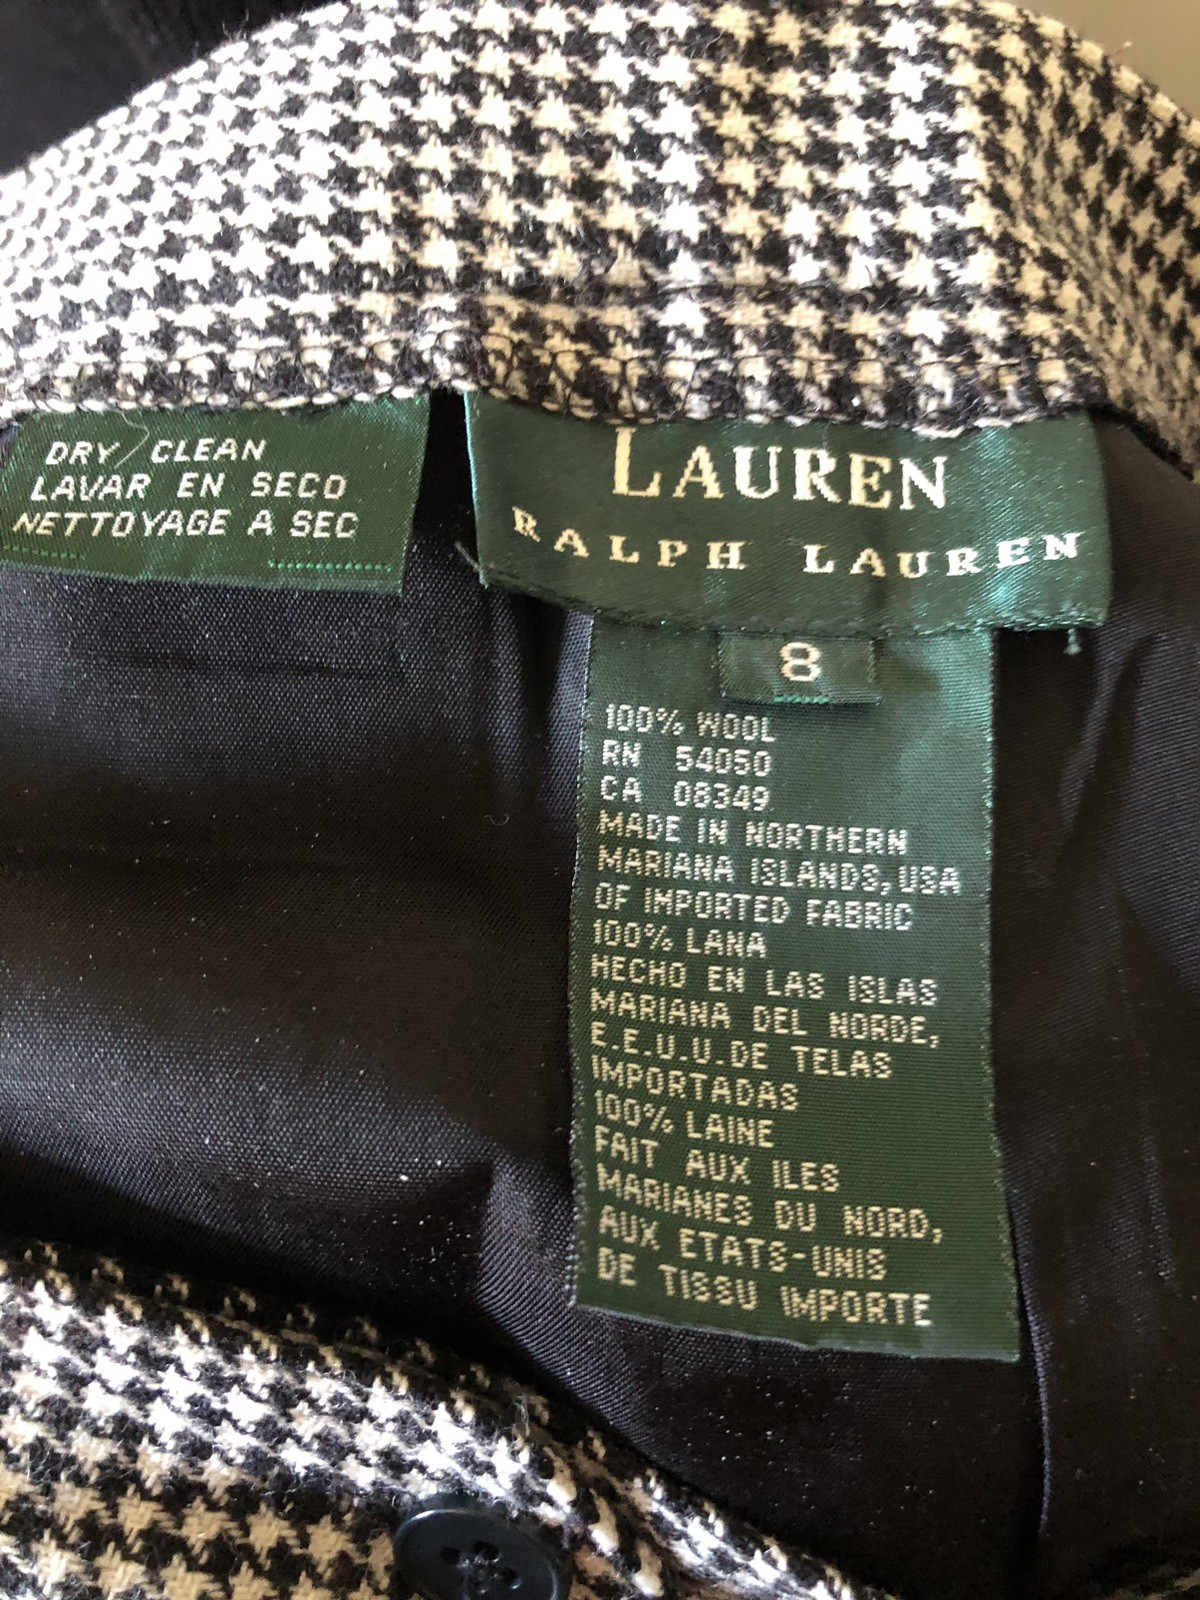 DRY CLEAN
LAVAR EN SECO
NETTOYAGE A SEC
LAUREN
RALPH LAUREN
8
100% WOOL
RN 54050
CA 08349
MADE IN NORTHERN
MARIANA ISLANDS, USA
OF IMPORTED FABRIC
100% LANA
HECHO EN LAS ISLAS
MARIANA DEL NORDE,
E.E.U.U.DE TELAS
IMPORTADAS
100% LAINE
FAIT AUX ILES
MARIANES DU NORD,
AUX ETATS-UNIS
DE TISSU IMPORTE